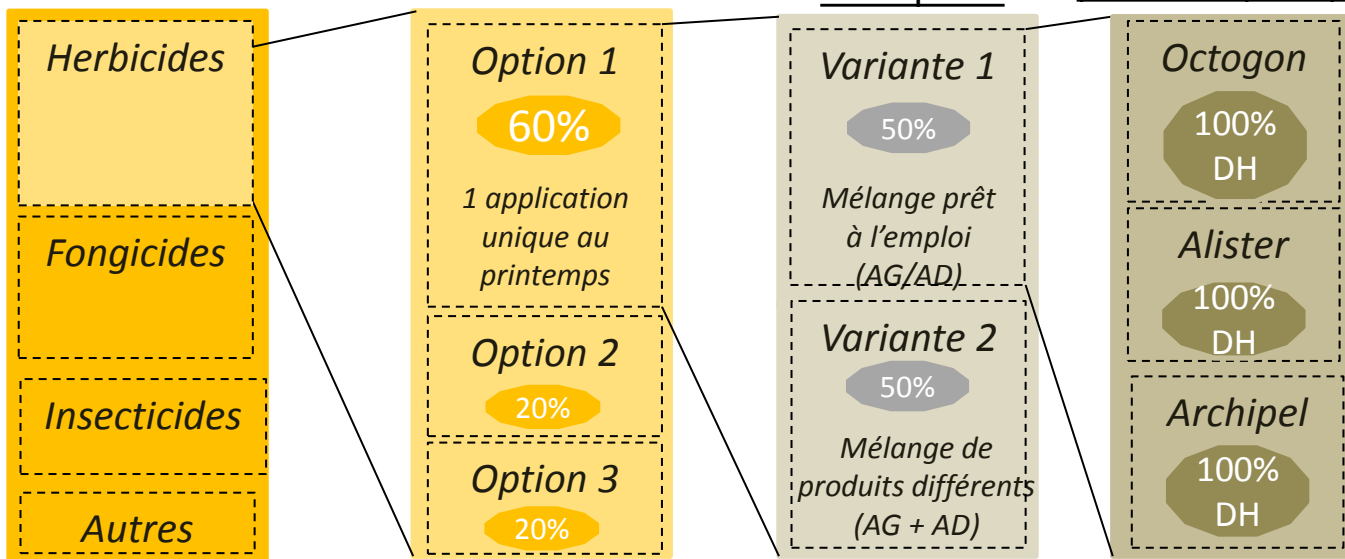 Herbicides
Fongicides
Insecticides
Autres
Option 1
60%
1 application
unique au
printemps
Option 2
20%
Option 3
20%
Variante 1
50%
Mélange prêt
à l'emploi
(AG/AD)
Variante 2
50%
Mélange de
produits différents
(AG + AD)
Octogon
100%
DH
Alister
100%
DH
Archipel
100%
DH